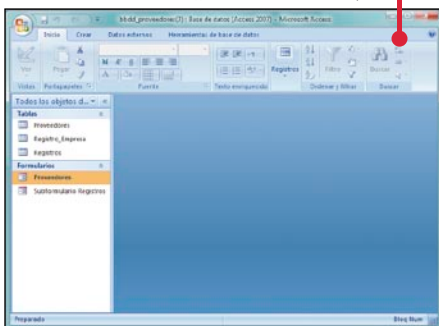 bbdd_proveedores(2) : Base de datos (Access 2007) - Microsoft Access
Inicio Crear Datos externos Herramientas de base de datos
Ver Pegar Registros Filtro Buscar
Vistas Portapapeles Fuente Texto enriquecido Ordenar y filtrar Buscar
Todos los objetos d...
Tablas
Proveedores
Registro_Empresa
Registros
Formularios
Proveedores
Subformulario Registros
Preparado Bloq Num